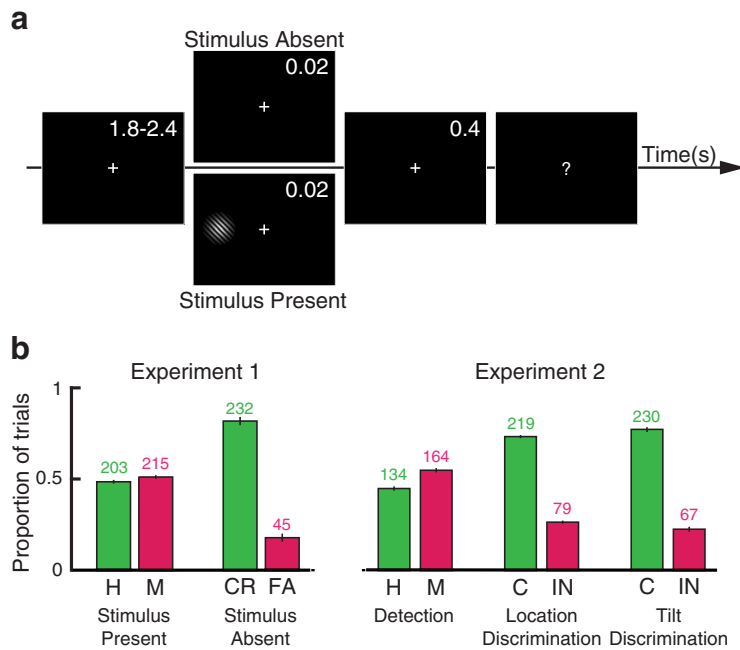 a
Stimulus Absent
0.02
+
1.8-2.4
+
0.4
+
?
Time(s)
0.02
+
Stimulus Present
b
Experiment 1
Experiment 2
Proportion of trials
1
0.5
0
203
215
232
45
134
164
219
79
230
67
H M CR FA H M C IN C IN
Stimulus Present
Stimulus Absent
Detection
Location Discrimination
Tilt Discrimination